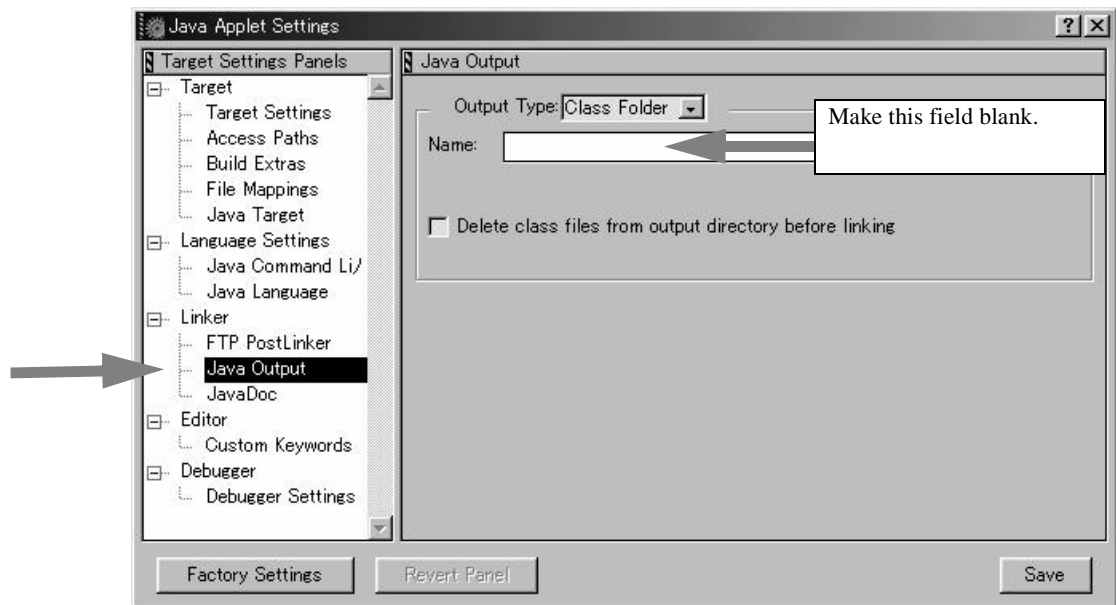 Java Applet Settings
Target Settings Panels
Target
Target Settings
Access Paths
Build Extras
File Mappings
Java Target
Language Settings
Java Command Li/
Java Language
Linker
FTP PostLinker
Java Output
JavaDoc
Editor
Custom Keywords
Debugger
Debugger Settings
Java Output
Output Type: Class Folder
Make this field blank.
Name:
Delete class files from output directory before linking
Factory Settings
Revert Panel
Save